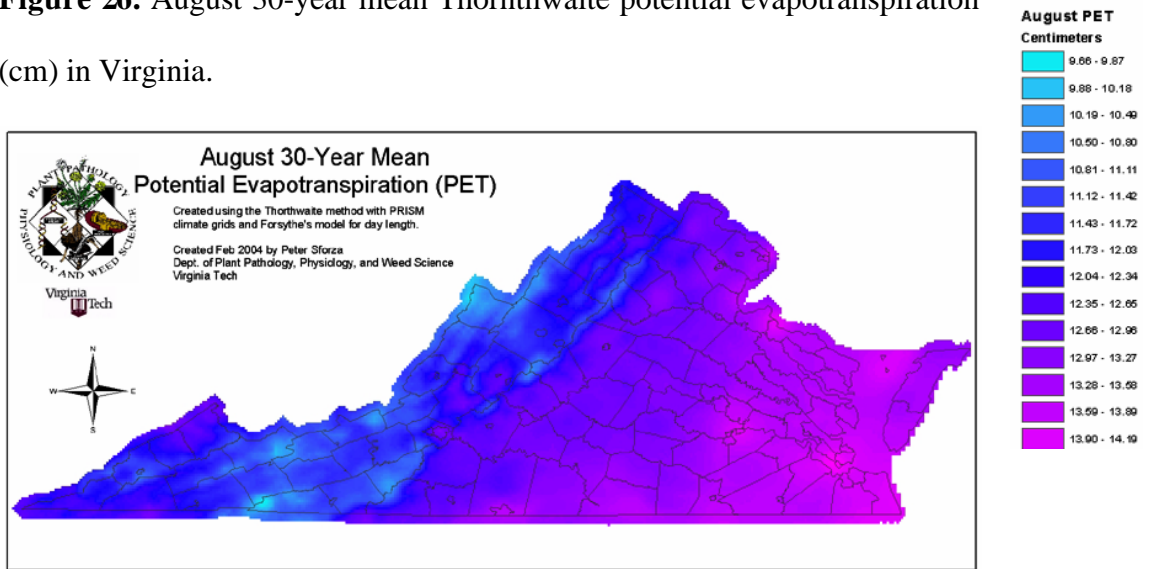 Figure 26: August 30-year mean Thornthwaite potential evapotranspiration
(cm) in Virginia.
August 30-Year Mean
Potential Evapotranspiration (PET)
Created using the Thorthwaite method with PRISM
climate grids and Forsythe's model for day length.
Created Feb 2004 by Peter Sforza
Dept. of Plant Pathology, Physiology, and Weed Science
Virginia Tech
PLANT PATHOLOGY
PHYSIOLOGY AND WEED SCIENCE
Virginia
Tech
N
W E
S
August PET
Centimeters
9.66 - 9.87
9.88 - 10.18
10.19 - 10.49
10.50 - 10.80
10.81 - 11.11
11.12 - 11.42
11.43 - 11.72
11.73 - 12.03
12.04 - 12.34
12.35 - 12.65
12.66 - 12.96
12.97 - 13.27
13.28 - 13.58
13.59 - 13.89
13.90 - 14.19